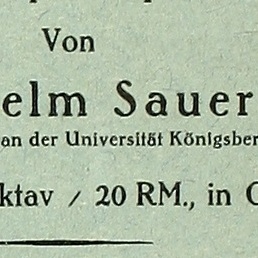 Von
elm Sauer
an der Universität Königsber
ktav / 20 RM., in